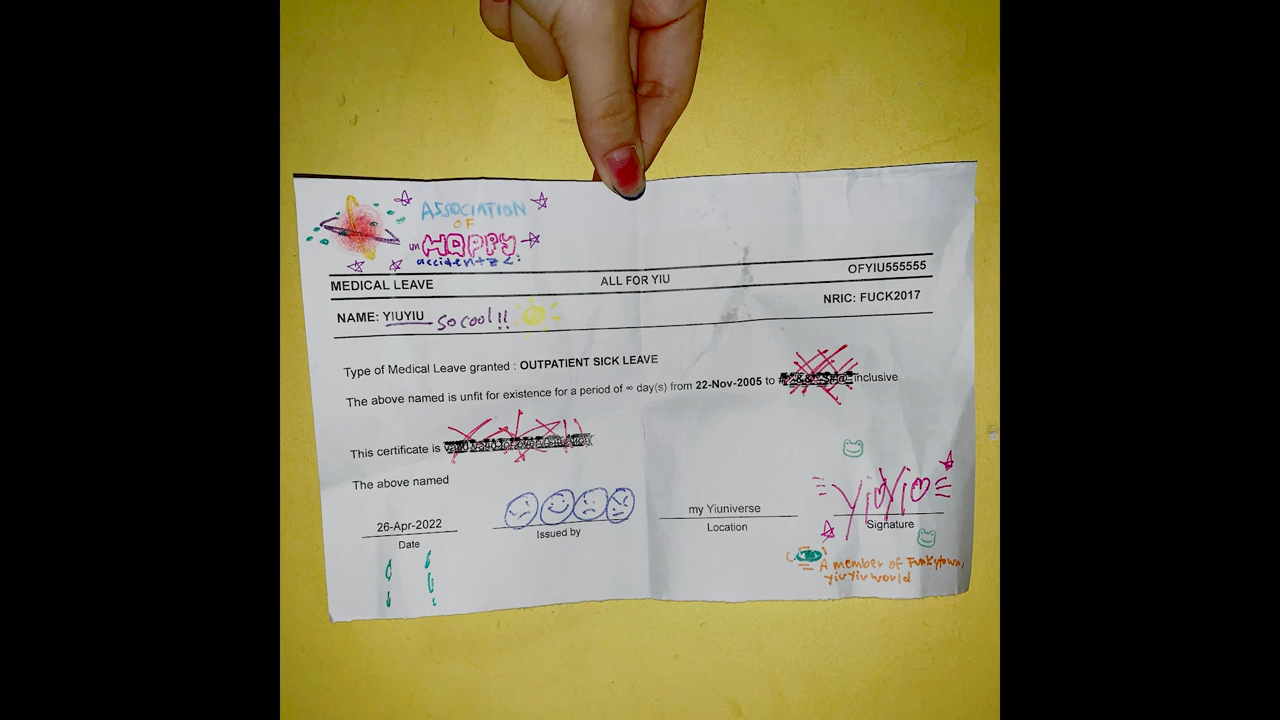 ASSOCIATION
OF
un HAPPY
accidentz <:
MEDICAL LEAVE ALL FOR YIU OFYIU555555
NAME: YIUYIU so cool!! NRIC: FUCK2017
Type of Medical Leave granted : OUTPATIENT SICK LEAVE
The above named is unfit for existence for a period of ∞ day(s) from 22-Nov-2005 to inclusive
This certificate is
The above named
26-Apr-2022 my Yiuniverse YiuYiu
Date Issued by Location Signature
A member of Funkytown,
yiuyiu world